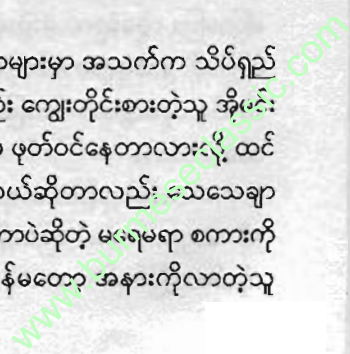 များမှာ အသက်က သိပ်ရှည်
ကျွေးတိုင်းစားတဲ့သူ အိုမင်း
ဖုတ်ဝင်နေတာလားလို့ ထင်
ယ်ဆိုတာလည်း သေသေချာ
ာပဲဆိုတဲ့ မရေမရာ စကားကို
န်မတော့ အနားကိုလာတဲ့သူ
www.burmeseclassic.com